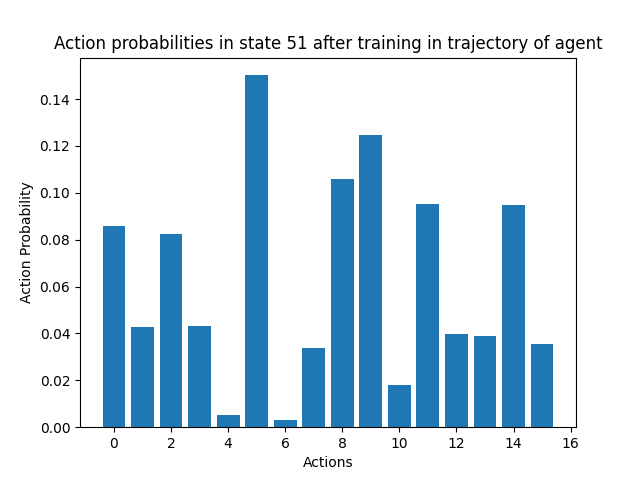 Action probabilities in state 51 after training in trajectory of agent
0.14
0.12
0.10
0.08
0.06
0.04
0.02
0.00
Action Probability
0 2 4 6 8 10 12 14 16
Actions